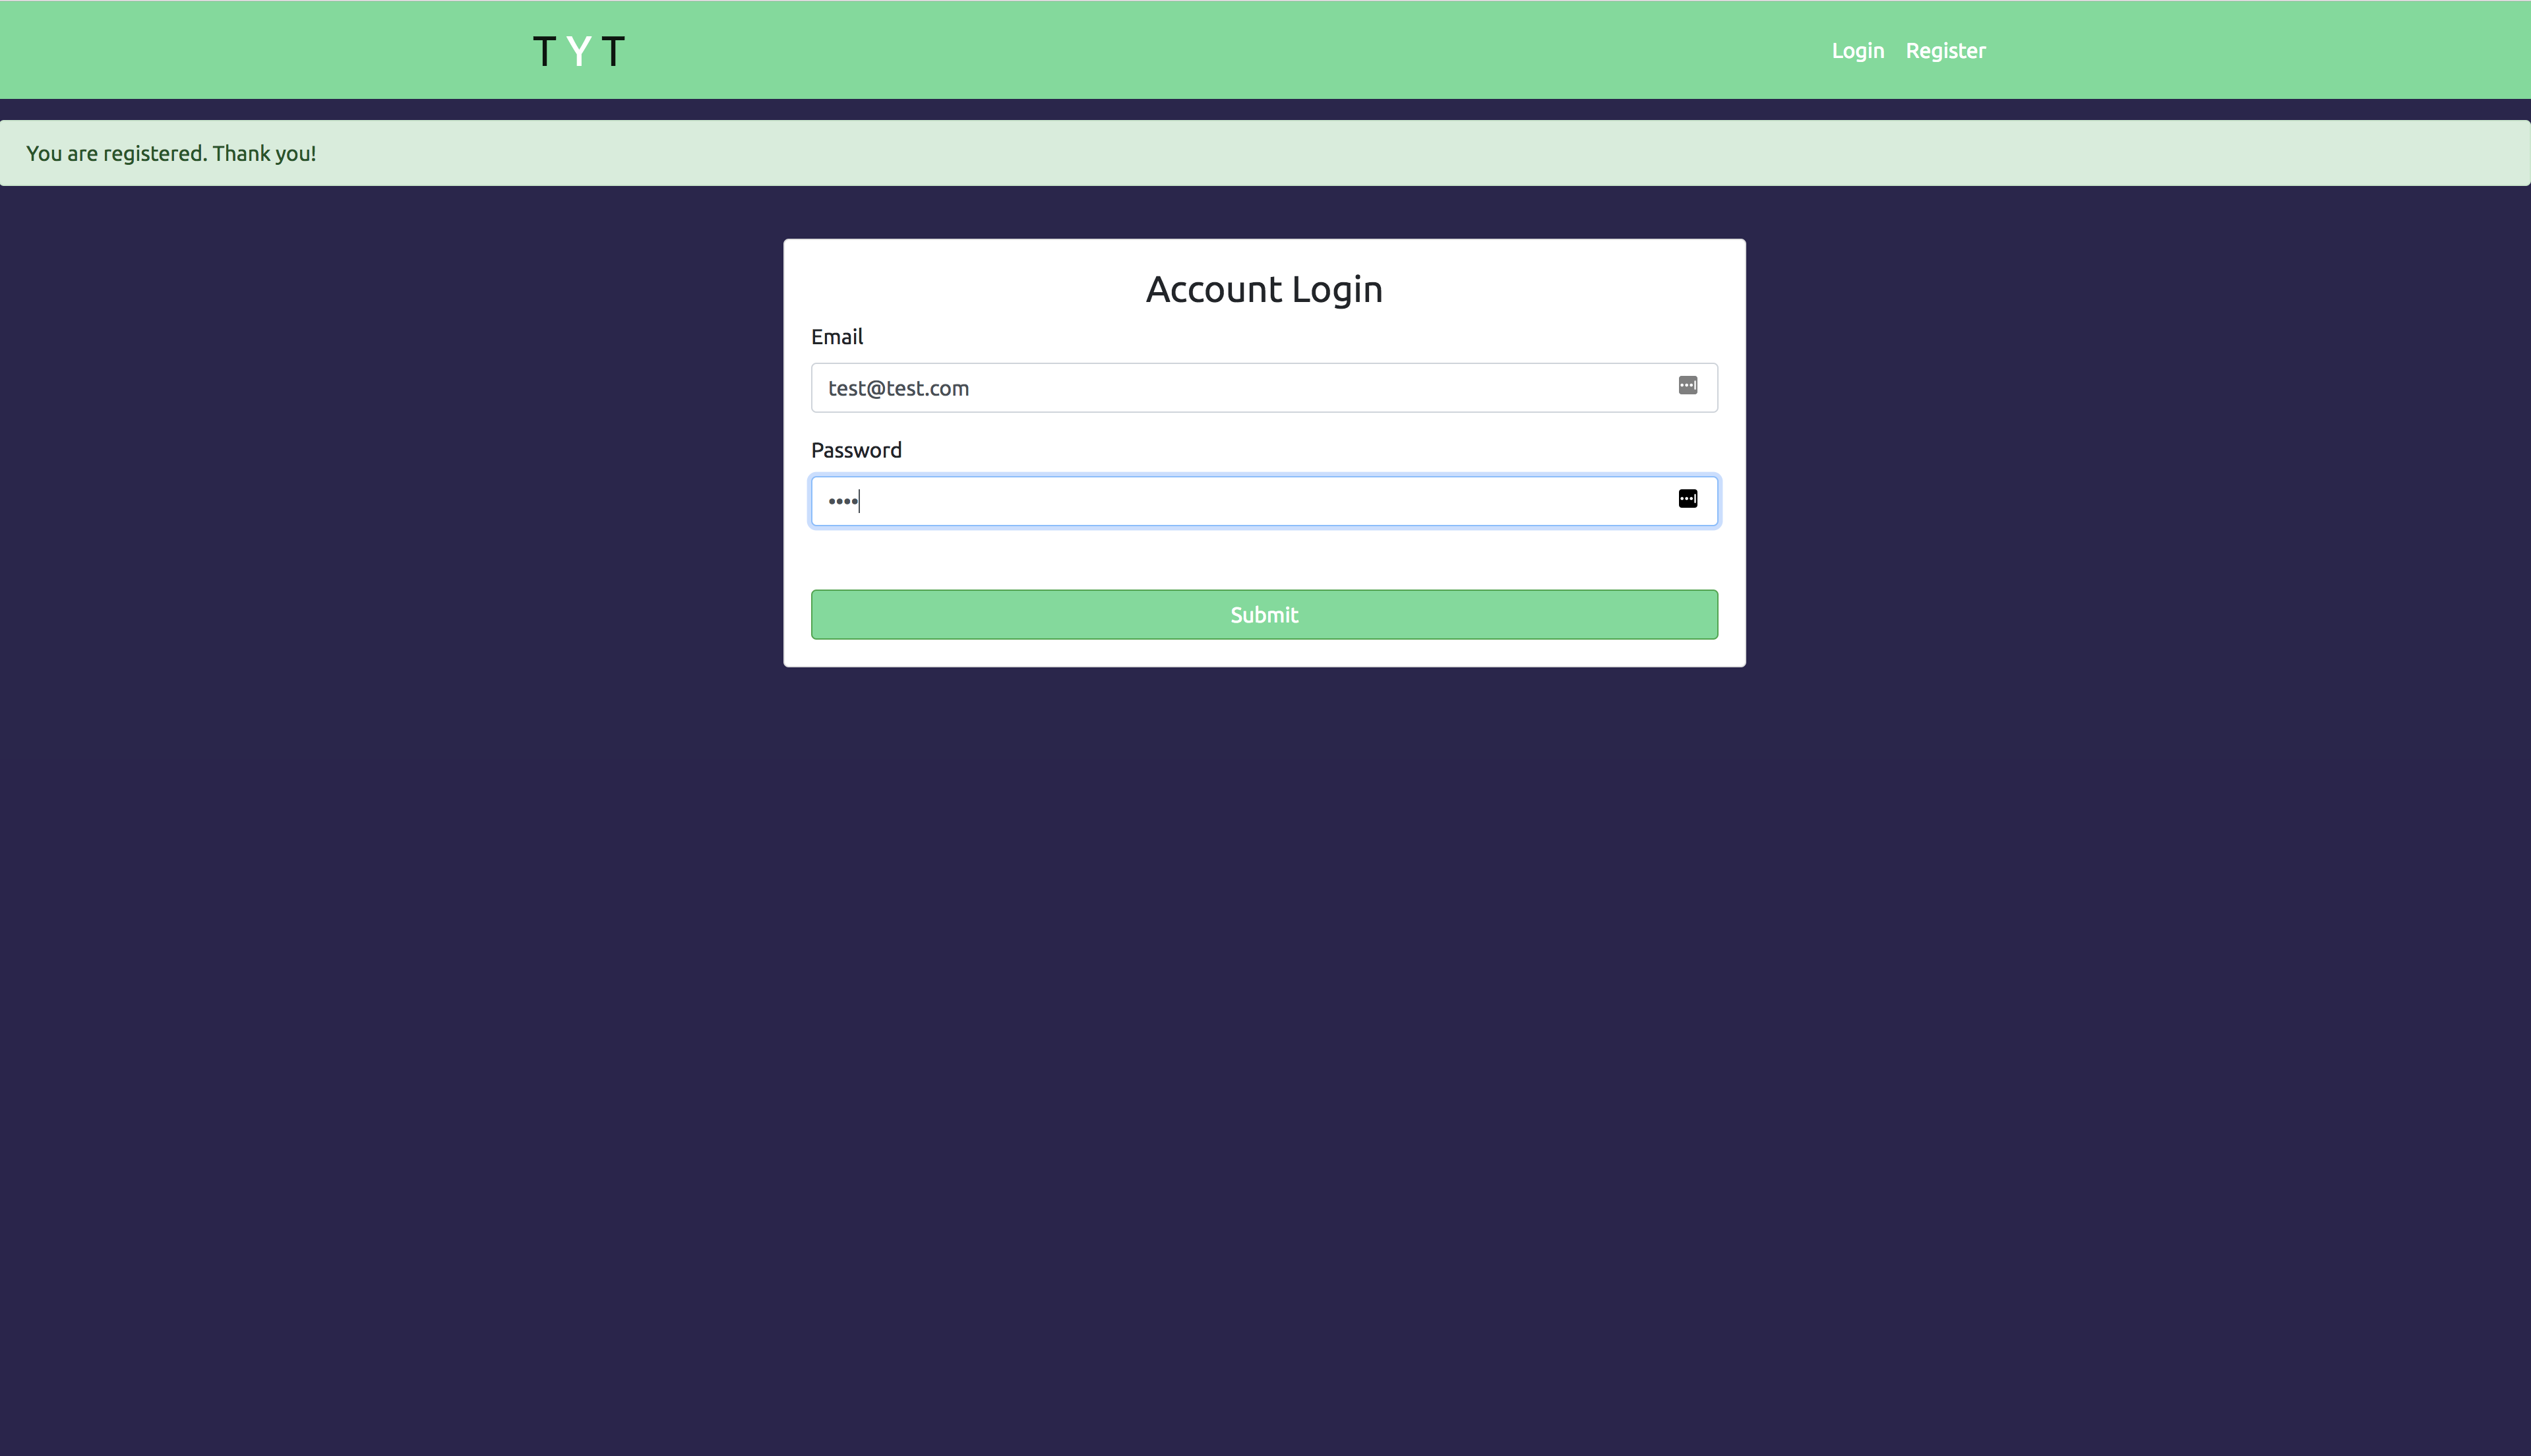 T Y T
Login Register
You are registered. Thank you!
Account Login
Email
test@test.com
Password
••••
Submit